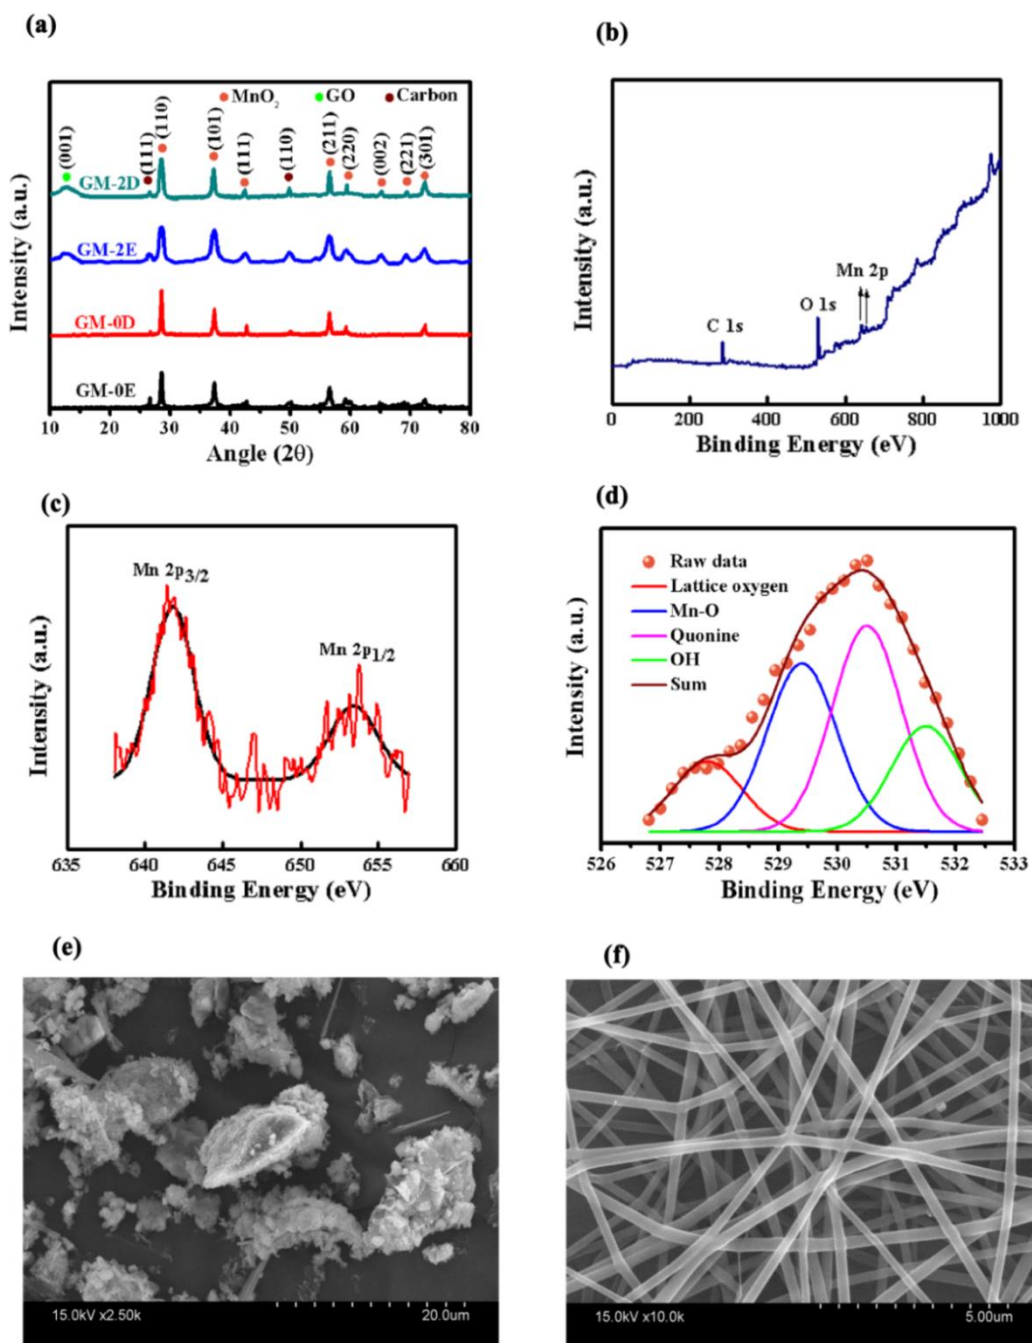 (a)
MnO₂ GO Carbon
(001) (111) (110) (101) (111) (110) (211) (220) (002) (221) (301)
GM-2D
GM-2E
GM-0D
GM-0E
Intensity (a.u.)
10 20 30 40 50 60 70 80
Angle (2θ)
(b)
Mn 2p
O 1s
C 1s
Intensity (a.u.)
0 200 400 600 800 1000
Binding Energy (eV)
(c)
Mn 2p3/2
Mn 2p1/2
Intensity (a.u.)
635 640 645 650 655 660
Binding Energy (eV)
(d)
Raw data
Lattice oxygen
Mn-O
Quonine
OH
Sum
Intensity (a.u.)
526 527 528 529 530 531 532 533
Binding Energy (eV)
(e)
15.0kV x2.50k 20.0um
(f)
15.0kV x10.0k 5.00um